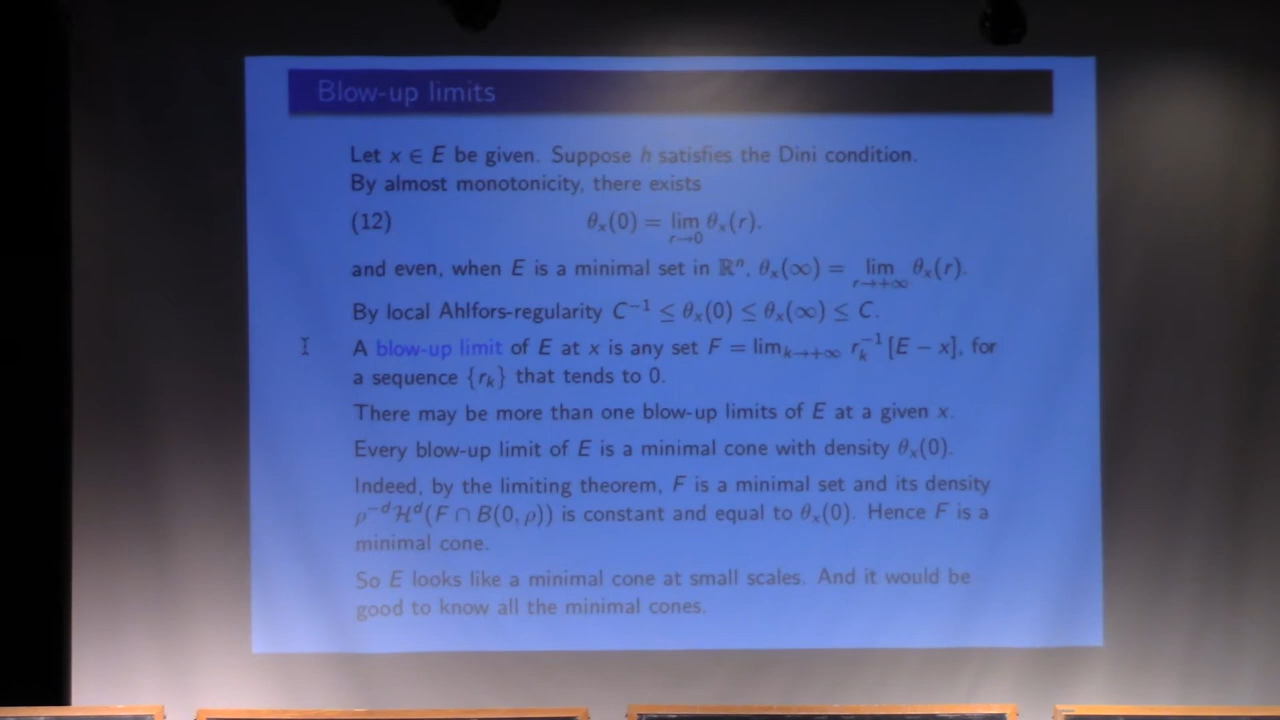 Blow-up limits
Let x ∈ E be given. Suppose h satisfies the Dini condition.
By almost monotonicity, there exists
(12) θ_x(0) = lim_{r→0} θ_x(r).
and even, when E is a minimal set in ℝⁿ, θ_x(∞) = lim_{r→+∞} θ_x(r).
By local Ahlfors-regularity C⁻¹ ≤ θ_x(0) ≤ θ_x(∞) ≤ C.
A blow-up limit of E at x is any set F = lim_{k→+∞} r_k⁻¹[E − x], for
a sequence {r_k} that tends to 0.
There may be more than one blow-up limits of E at a given x.
Every blow-up limit of E is a minimal cone with density θ_x(0).
Indeed, by the limiting theorem, F is a minimal set and its density
ρ⁻ᵈℋᵈ(F ∩ B(0, ρ)) is constant and equal to θ_x(0). Hence F is a
minimal cone.
So E looks like a minimal cone at small scales. And it would be
good to know all the minimal cones.